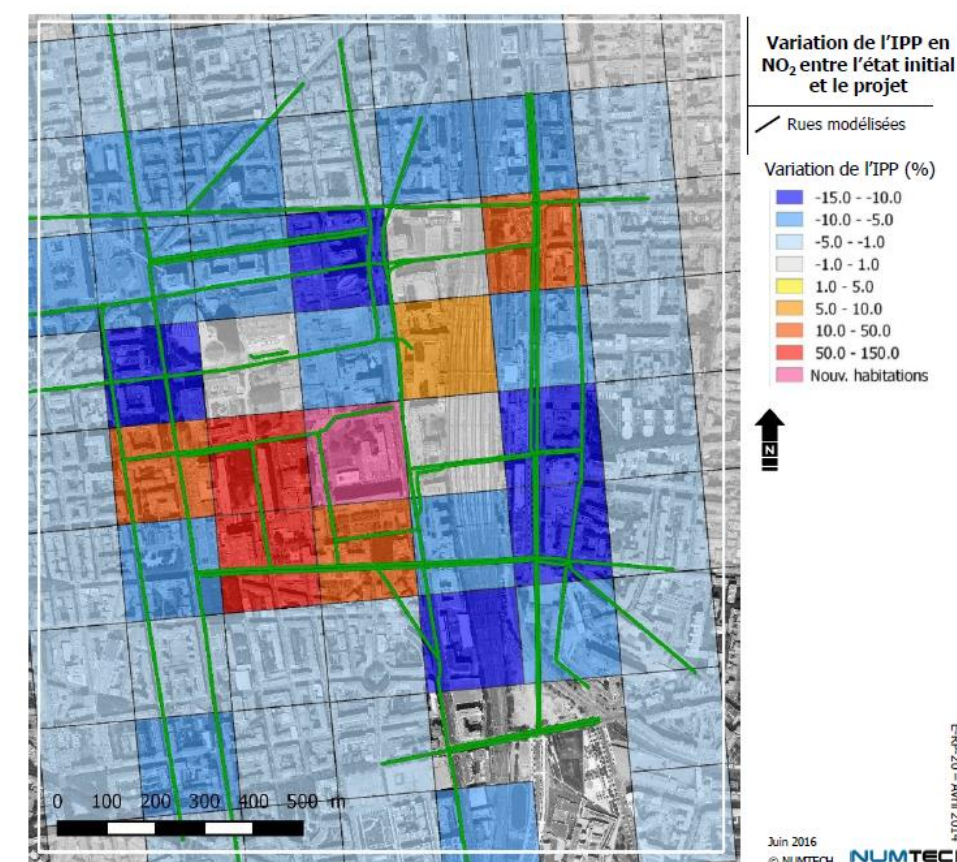 Variation de l’IPP en
NO₂ entre l’état initial
et le projet
Rues modélisées
Variation de l’IPP (%)
-15.0 - -10.0
-10.0 - -5.0
-5.0 - -1.0
-1.0 - 1.0
1.0 - 5.0
5.0 - 10.0
10.0 - 50.0
50.0 - 150.0
Nouv. habitations
N
0 100 200 300 400 500 m
Avril 2014
Juin 2016
© NUMTECH NUMTECH